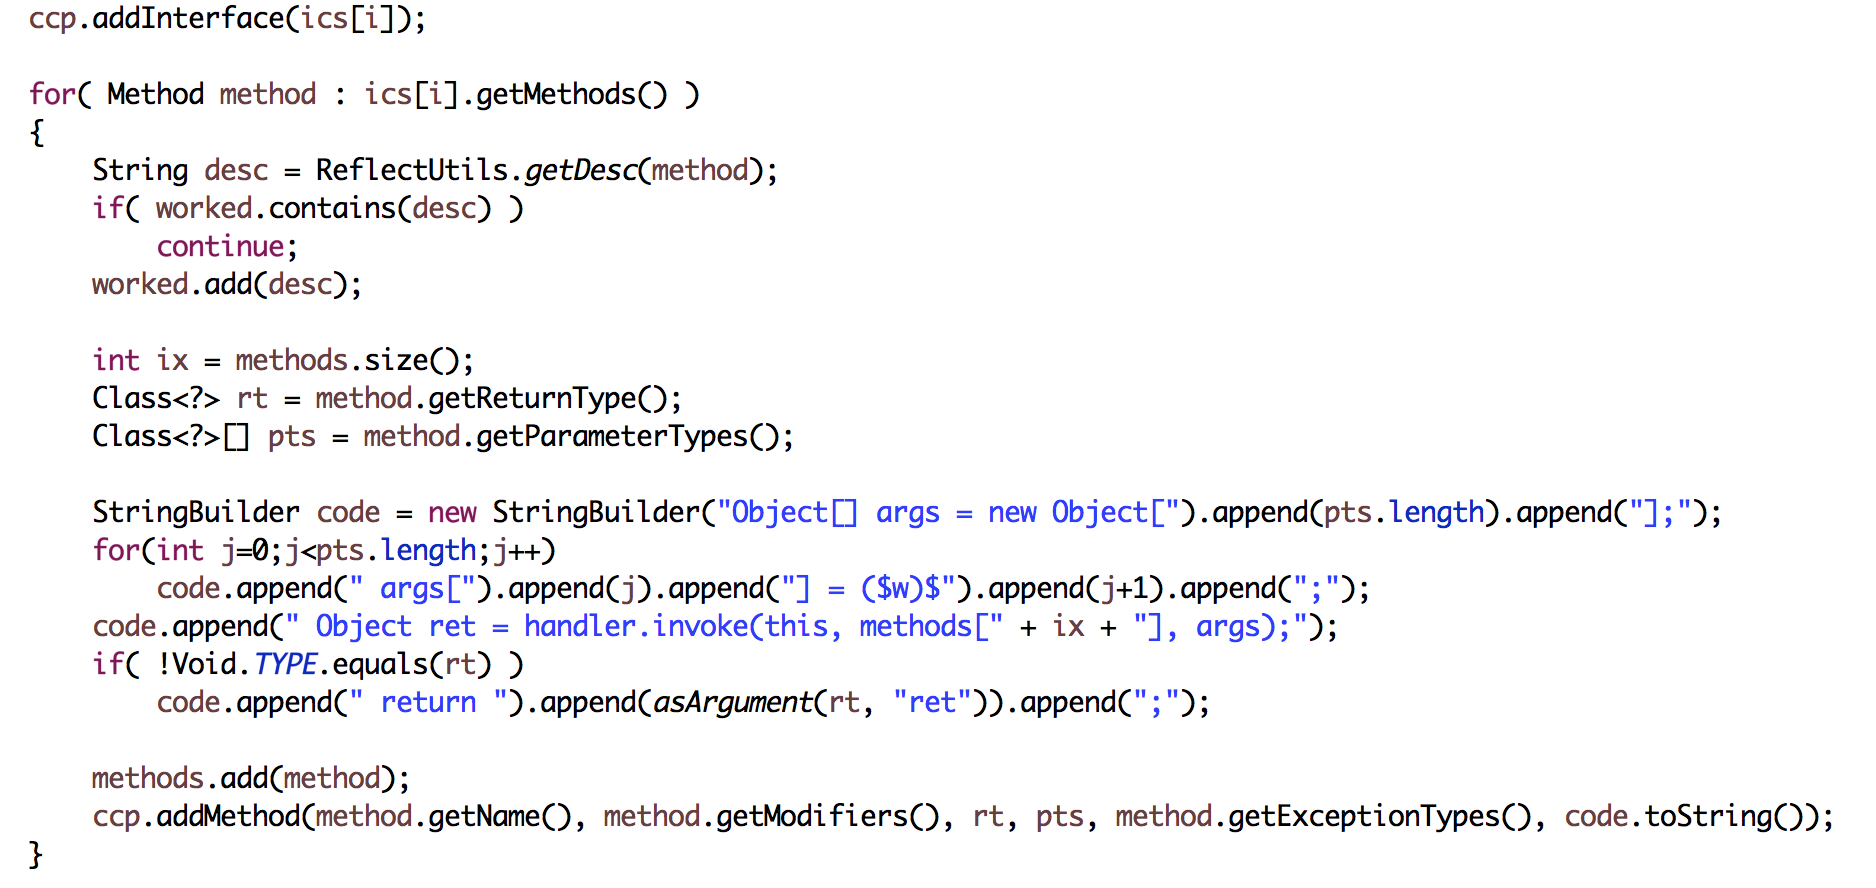 ccp.addInterface(ics[i]);

for( Method method : ics[i].getMethods() )
{
    String desc = ReflectUtils.getDesc(method);
    if( worked.contains(desc) )
        continue;
    worked.add(desc);

    int ix = methods.size();
    Class<?> rt = method.getReturnType();
    Class<?>[] pts = method.getParameterTypes();

    StringBuilder code = new StringBuilder("Object[] args = new Object[").append(pts.length).append("];");
    for(int j=0;j<pts.length;j++)
        code.append(" args[").append(j).append("] = ($w)$").append(j+1).append(";");
    code.append(" Object ret = handler.invoke(this, methods[" + ix + "], args);");
    if( !Void.TYPE.equals(rt) )
        code.append(" return ").append(asArgument(rt, "ret")).append(";");

    methods.add(method);
    ccp.addMethod(method.getName(), method.getModifiers(), rt, pts, method.getExceptionTypes(), code.toString());
}